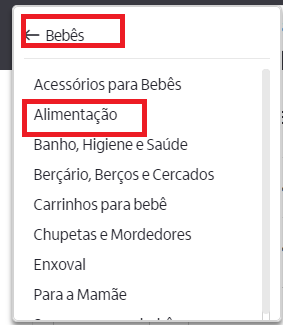 ← Bebês
Acessórios para Bebês
Alimentação
Banho, Higiene e Saúde
Berçário, Berços e Cercados
Carrinhos para bebê
Chupetas e Mordedores
Enxoval
Para a Mamãe